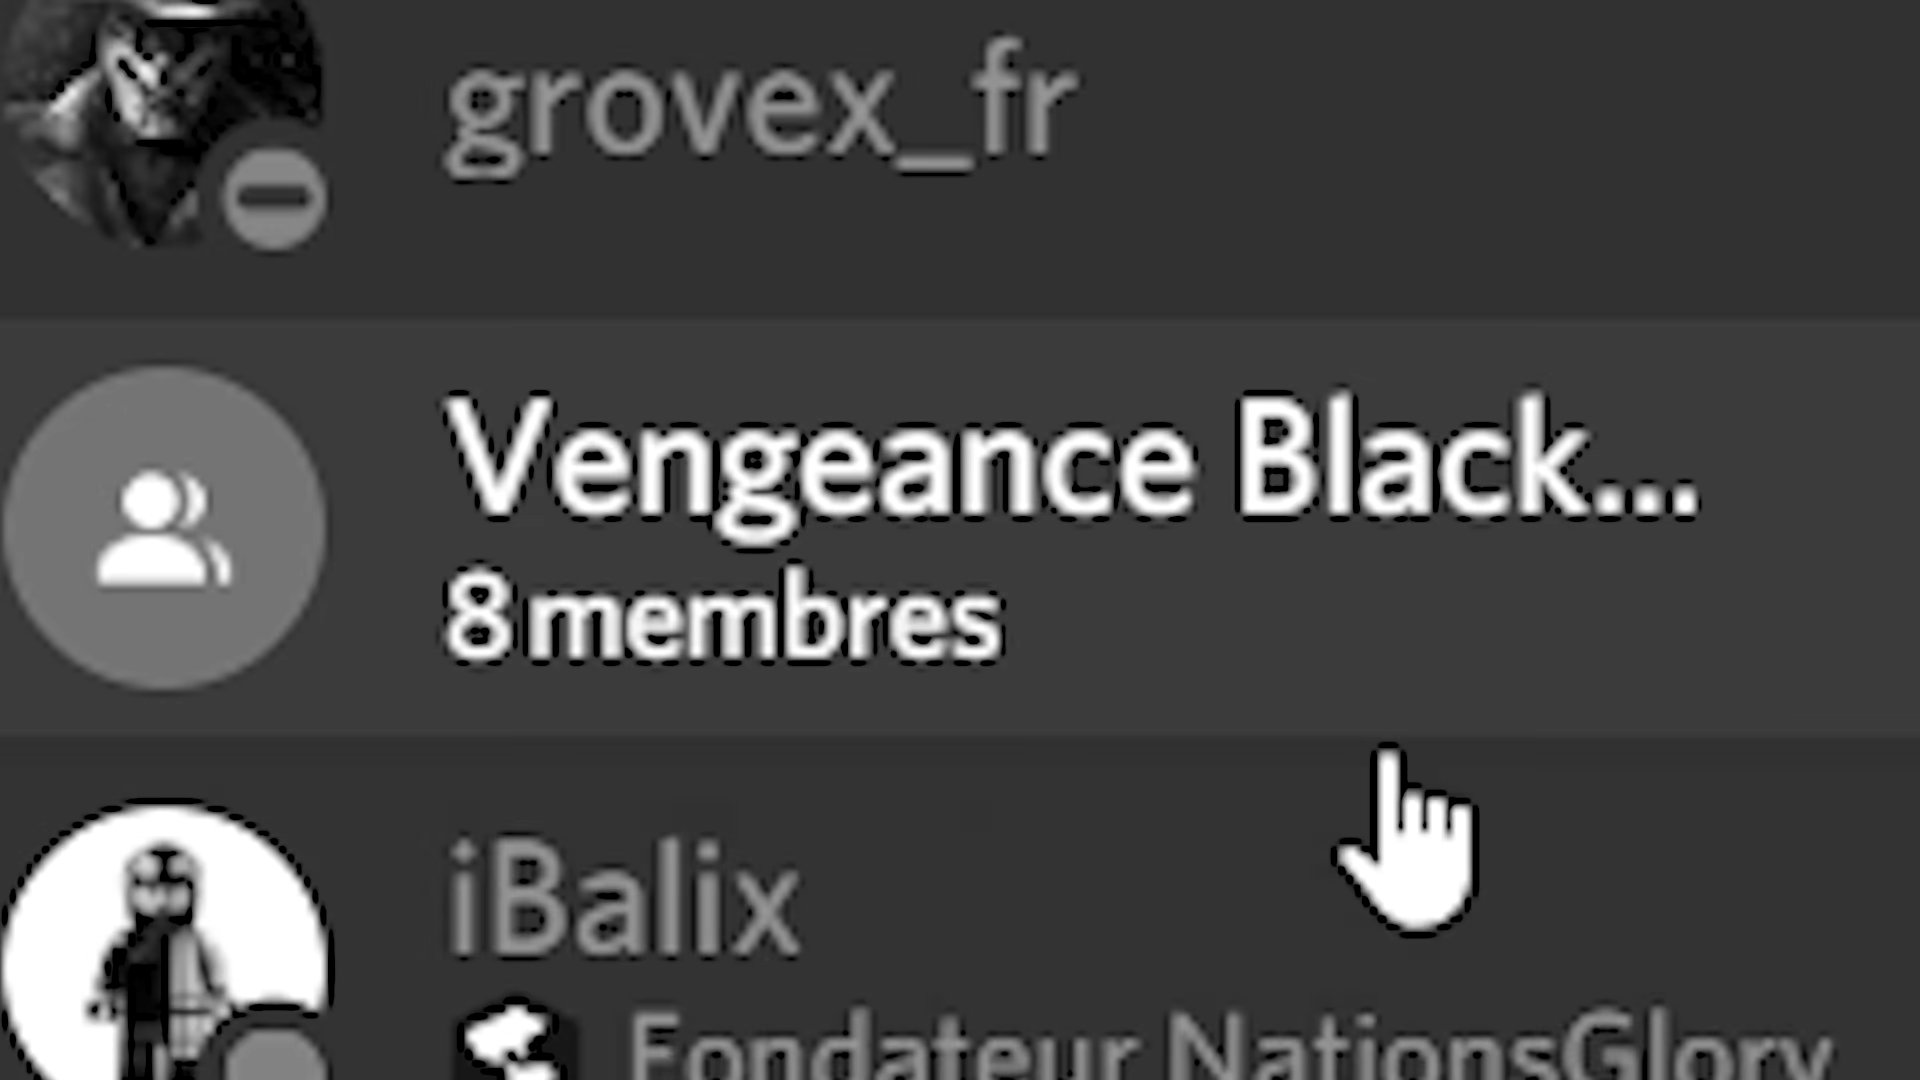 grovex_fr
Vengeance Black...
8 membres
iBalix
Fondateur NationsGlory